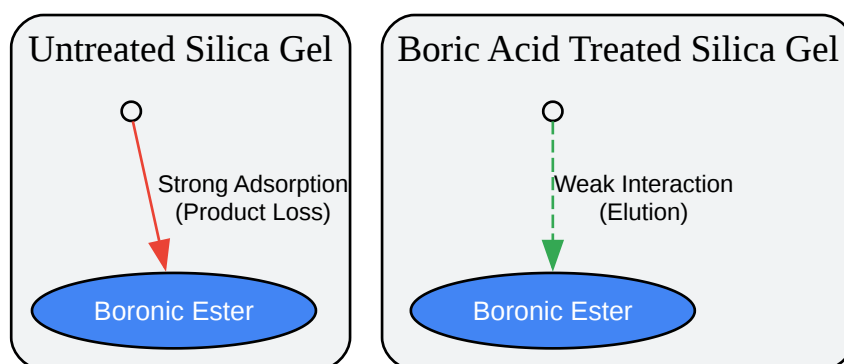 Untreated Silica Gel
Strong Adsorption
(Product Loss)
Boronic Ester
Boric Acid Treated Silica Gel
Weak Interaction
(Elution)
Boronic Ester